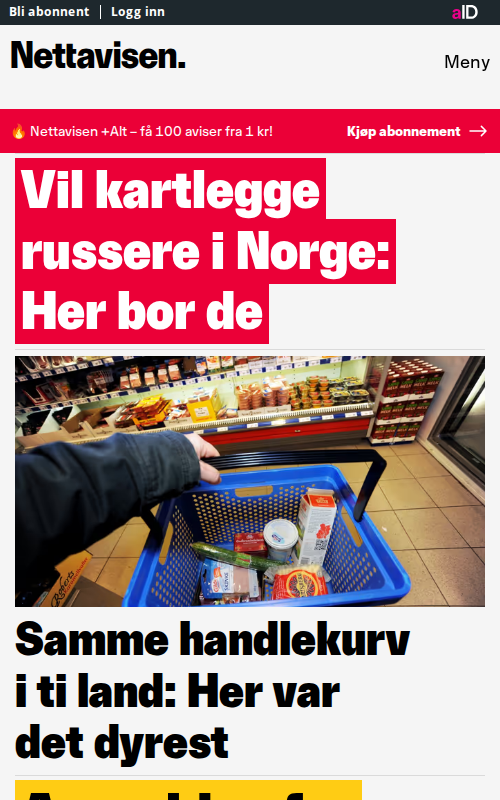 Bli abonnent | Logg inn
aID
Nettavisen.
Meny
🔥 Nettavisen +Alt – få 100 aviser fra 1 kr!
Kjøp abonnement →
Vil kartlegge
russere i Norge:
Her bor de
Samme handlekurv
i ti land: Her var
det dyrest